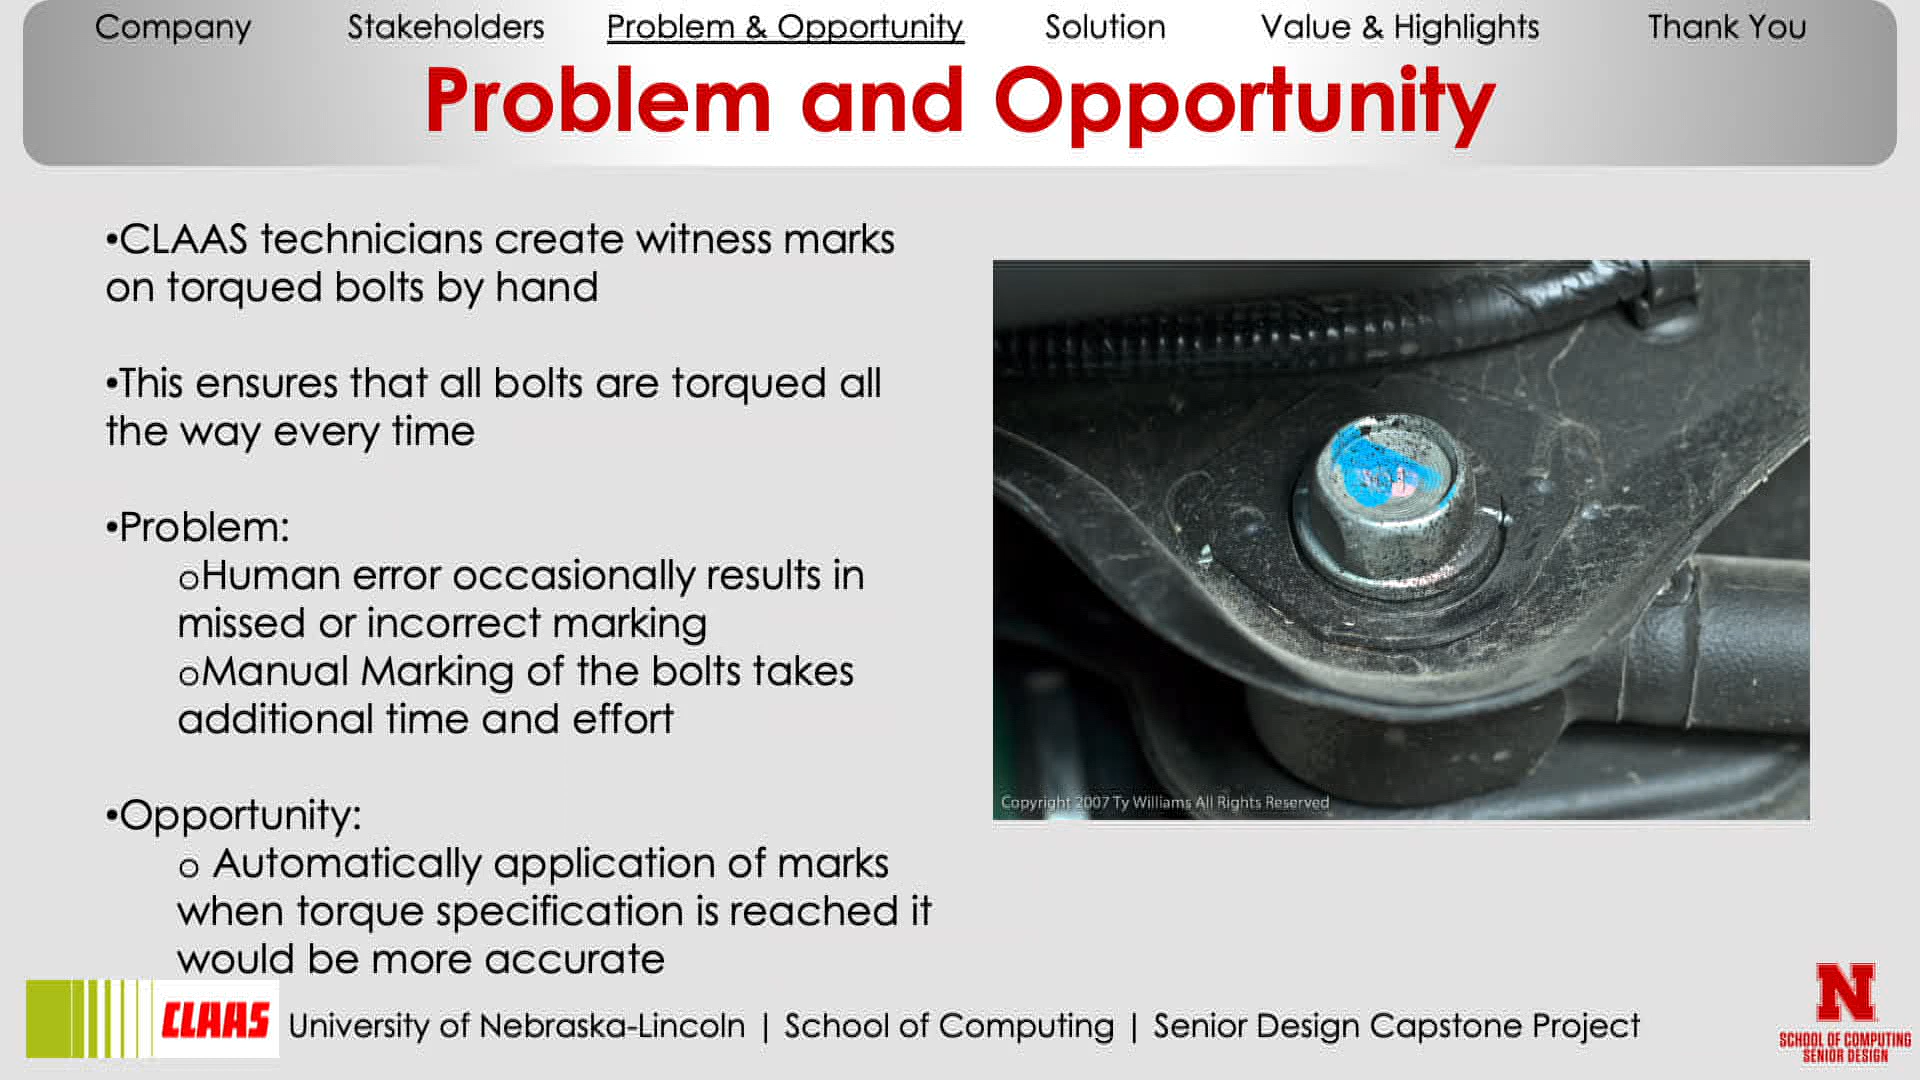 Company Stakeholders Problem & Opportunity Solution Value & Highlights Thank You
Problem and Opportunity
•CLAAS technicians create witness marks
on torqued bolts by hand
•This ensures that all bolts are torqued all
the way every time
•Problem:
oHuman error occasionally results in
missed or incorrect marking
oManual Marking of the bolts takes
additional time and effort
•Opportunity:
o Automatically application of marks
when torque specification is reached it
would be more accurate
Copyright 2007 Ty Williams All Rights Reserved
CLAAS
University of Nebraska-Lincoln | School of Computing | Senior Design Capstone Project
N
SCHOOL OF COMPUTING
SENIOR DESIGN